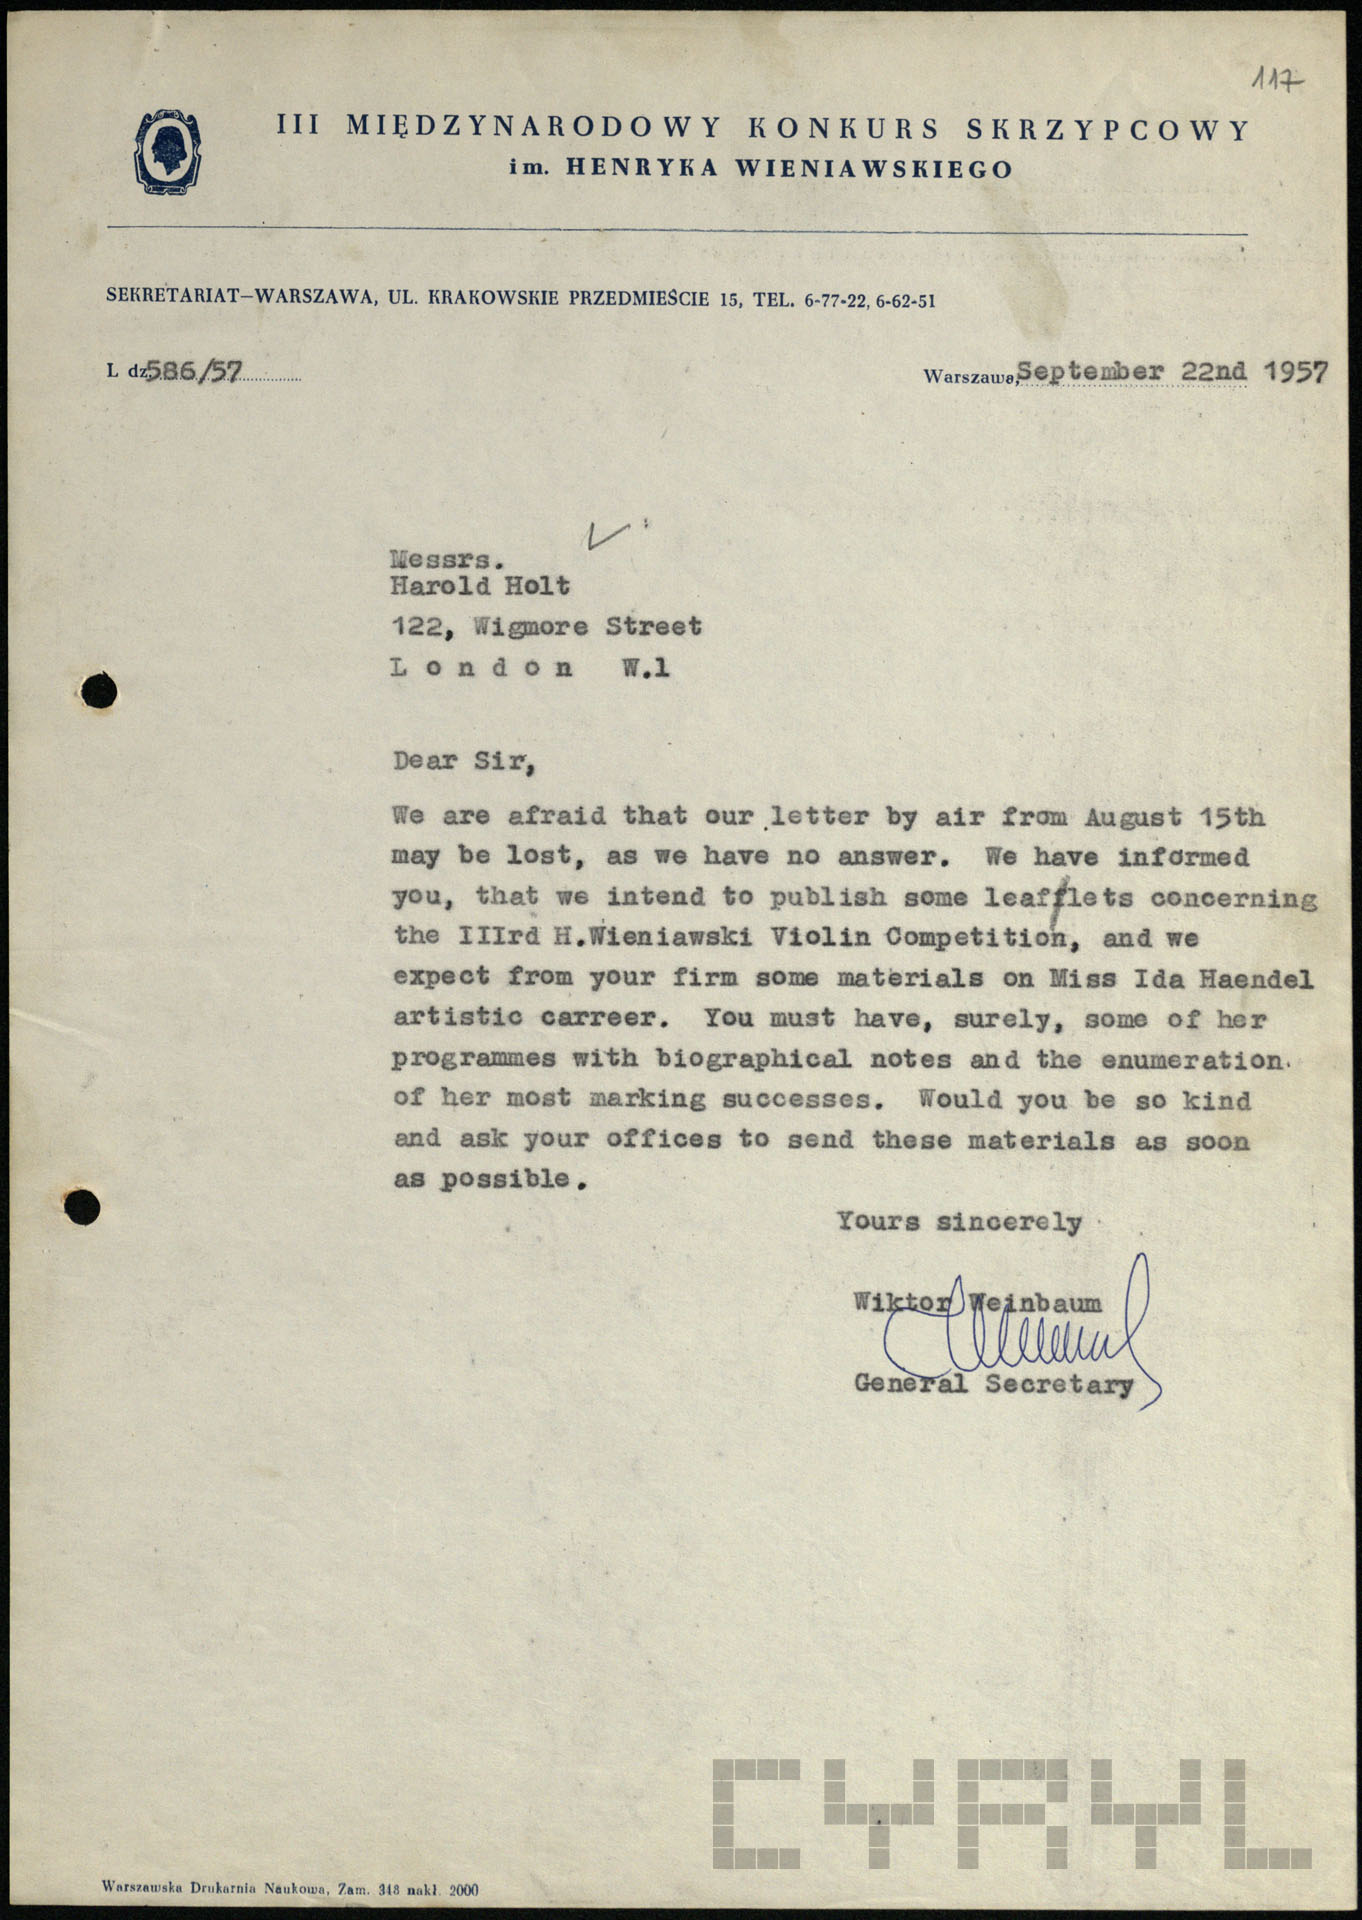 117
III MIĘDZYNARODOWY KONKURS SKRZYPCOWY
im. HENRYKA WIENIAWSKIEGO
SEKRETARIAT—WARSZAWA, UL. KRAKOWSKIE PRZEDMIEŚCIE 15, TEL. 6-77-22, 6-62-51
L dz. 586/57
Warszawa, September 22nd 1957
Messrs.
Harold Holt
122, Wigmore Street
L o n d o n W.1
Dear Sir,
We are afraid that our letter by air from August 15th
may be lost, as we have no answer. We have informed
you, that we intend to publish some leafflets concerning
the IIIrd H.Wieniawski Violin Competition, and we
expect from your firm some materials on Miss Ida Haendel
artistic carreer. You must have, surely, some of her
programmes with biographical notes and the enumeration
of her most marking successes. Would you be so kind
and ask your offices to send these materials as soon
as possible.
Yours sincerely
Wiktor Weinbaum
General Secretary
CYRYL
Warszawska Drukarnia Naukowa, Zam. 348 nakł. 2000